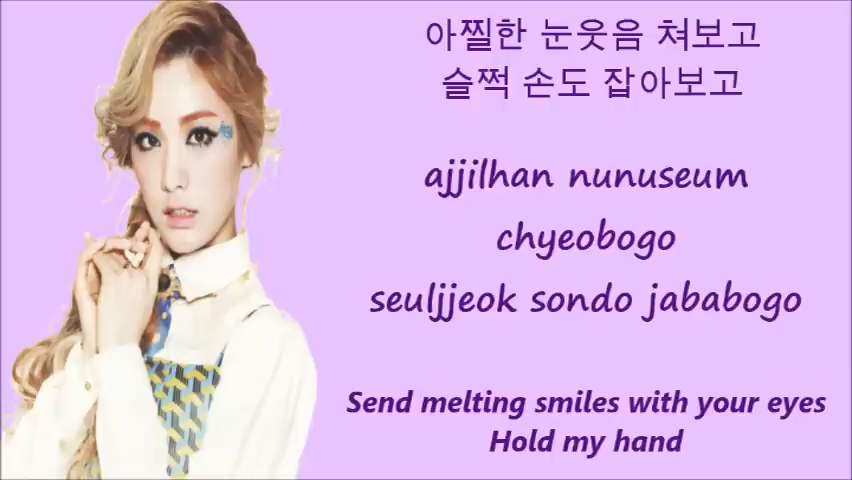 아찔한 눈웃음 쳐보고
슬쩍 손도 잡아보고
ajjilhan nunuseum
chyeobogo
seuljjeok sondo jababogo
Send melting smiles with your eyes
Hold my hand